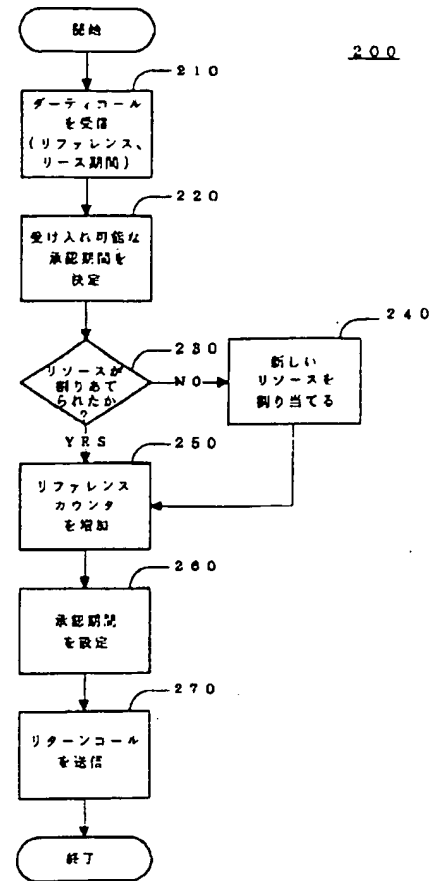 開始
200
210
ダーティコール
を受信
(リファレンス、
リース期間)
220
受け入れ可能な
承認期間を
決定
230
リソースが
割りあて
られたか
?
NO
240
新しい
リソースを
割り当てる
YRS
250
リファレンス
カウンタ
を増加
260
承認期間
を設定
270
リターンコール
を送信
終了